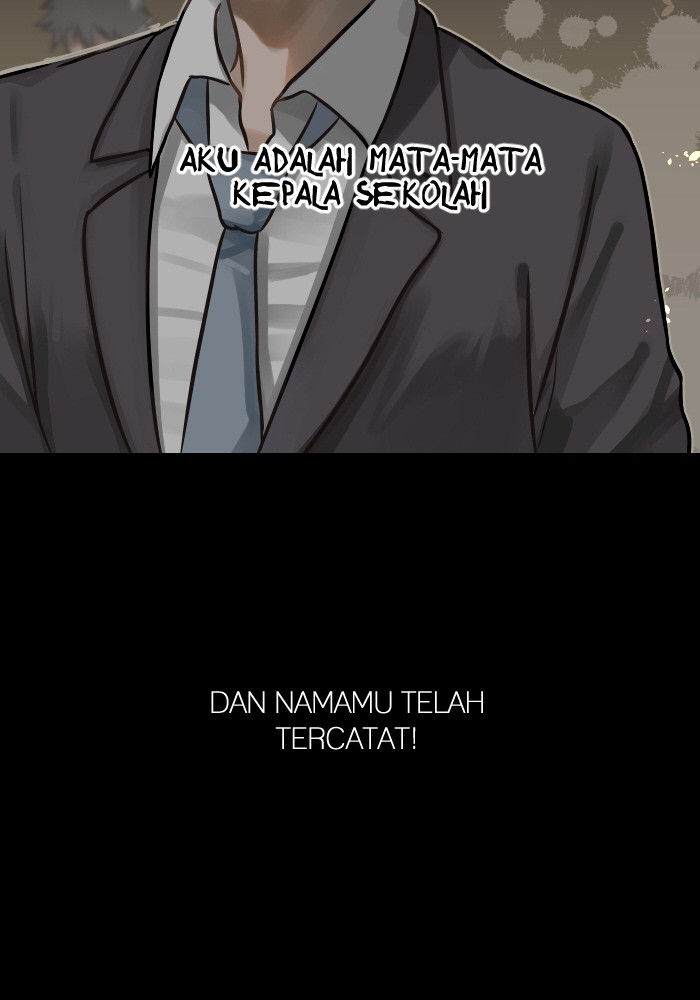 AKU ADALAH MATA-MATA
KEPALA SEKOLAH
DAN NAMAMU TELAH
TERCATAT!